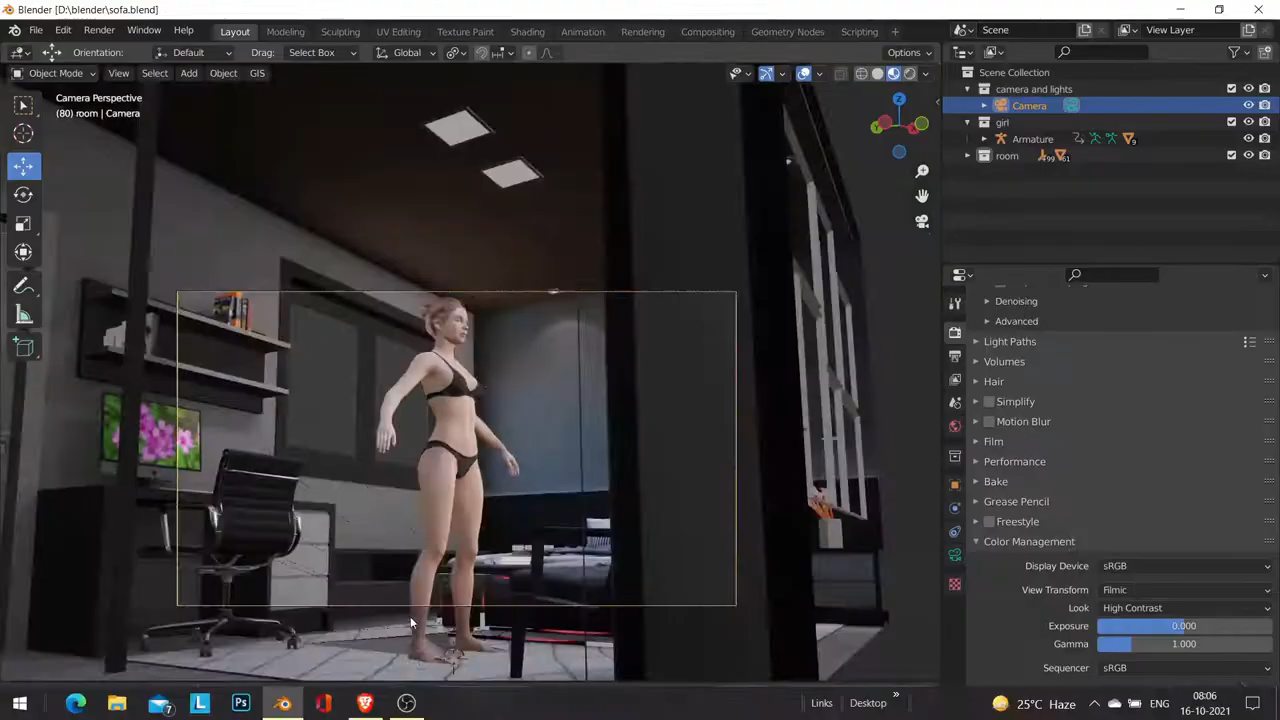 Blender [D:\blender\sofa.blend]
File Edit Render Window Help
Layout Modeling Sculpting UV Editing Texture Paint Shading Animation Rendering Compositing Geometry Nodes Scripting
Scene
View Layer
Orientation: Default Drag: Select Box Global Options
Object Mode View Select Add Object GIS
Camera Perspective
(80) room | Camera
Z
Y
Scene Collection
camera and lights
Camera
girl
Armature 9
room 99 61
Denoising
Advanced
Light Paths
Volumes
Hair
Simplify
Motion Blur
Film
Performance
Bake
Grease Pencil
Freestyle
Color Management
Display Device sRGB
View Transform Filmic
Look High Contrast
Exposure 0.000
Gamma 1.000
Sequencer sRGB
7 L Ps
Links Desktop »
25°C Haze
ENG
08:06
16-10-2021